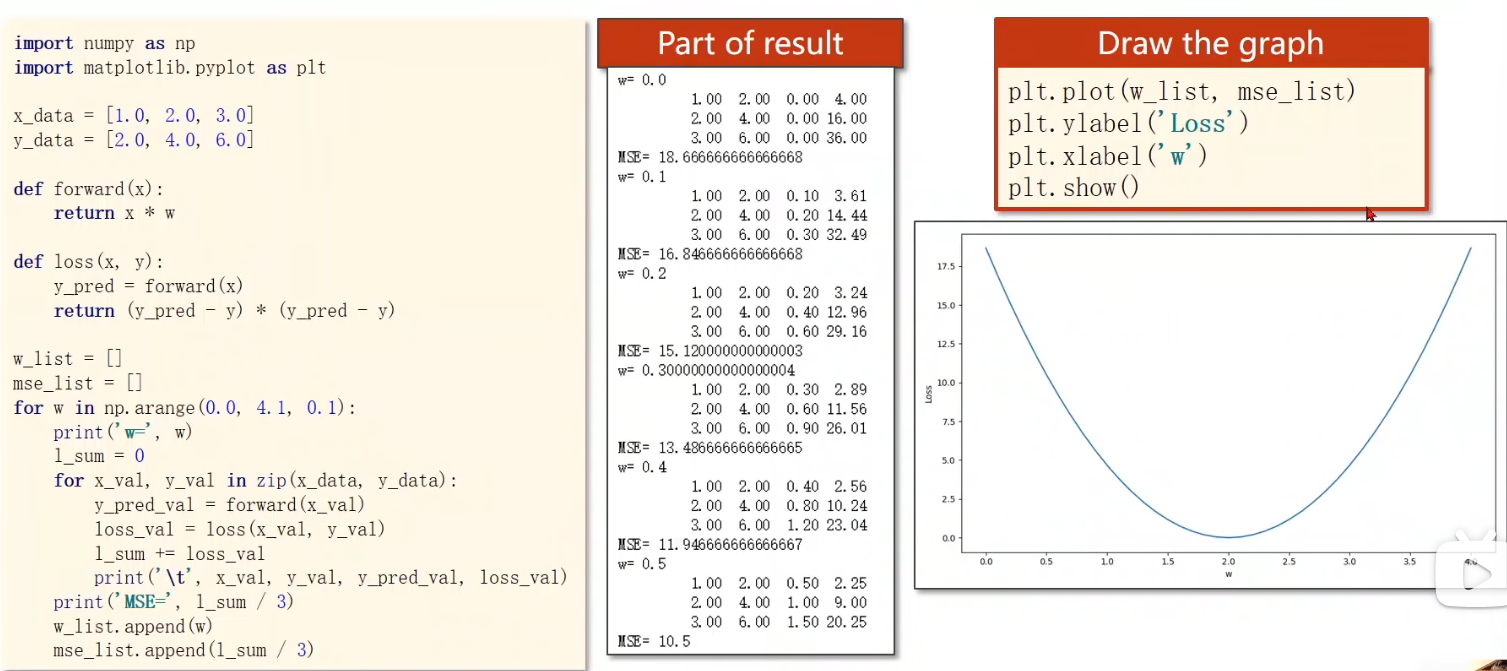 import numpy as np
import matplotlib.pyplot as plt
x_data = [1.0, 2.0, 3.0]
y_data = [2.0, 4.0, 6.0]
def forward(x):
    return x * w
def loss(x, y):
    y_pred = forward(x)
    return (y_pred - y) * (y_pred - y)
w_list = []
mse_list = []
for w in np.arange(0.0, 4.1, 0.1):
    print('w=', w)
    l_sum = 0
    for x_val, y_val in zip(x_data, y_data):
        y_pred_val = forward(x_val)
        loss_val = loss(x_val, y_val)
        l_sum += loss_val
        print('\t', x_val, y_val, y_pred_val, loss_val)
    print('MSE=', l_sum / 3)
    w_list.append(w)
    mse_list.append(l_sum / 3)
Part of result
w= 0.0
1.00 2.00 0.00 4.00
2.00 4.00 0.00 16.00
3.00 6.00 0.00 36.00
MSE= 18.666666666666668
w= 0.1
1.00 2.00 0.10 3.61
2.00 4.00 0.20 14.44
3.00 6.00 0.30 32.49
MSE= 16.846666666666668
w= 0.2
1.00 2.00 0.20 3.24
2.00 4.00 0.40 12.96
3.00 6.00 0.60 29.16
MSE= 15.120000000000003
w= 0.30000000000000004
1.00 2.00 0.30 2.89
2.00 4.00 0.60 11.56
3.00 6.00 0.90 26.01
MSE= 13.486666666666665
w= 0.4
1.00 2.00 0.40 2.56
2.00 4.00 0.80 10.24
3.00 6.00 1.20 23.04
MSE= 11.946666666666667
w= 0.5
1.00 2.00 0.50 2.25
2.00 4.00 1.00 9.00
3.00 6.00 1.50 20.25
MSE= 10.5
Draw the graph
plt.plot(w_list, mse_list)
plt.ylabel('Loss')
plt.xlabel('w')
plt.show()
17.5
15.0
12.5
10.0
7.5
5.0
2.5
0.0
Loss
0.0 0.5 1.0 1.5 2.0 2.5 3.0 3.5 4.0
w